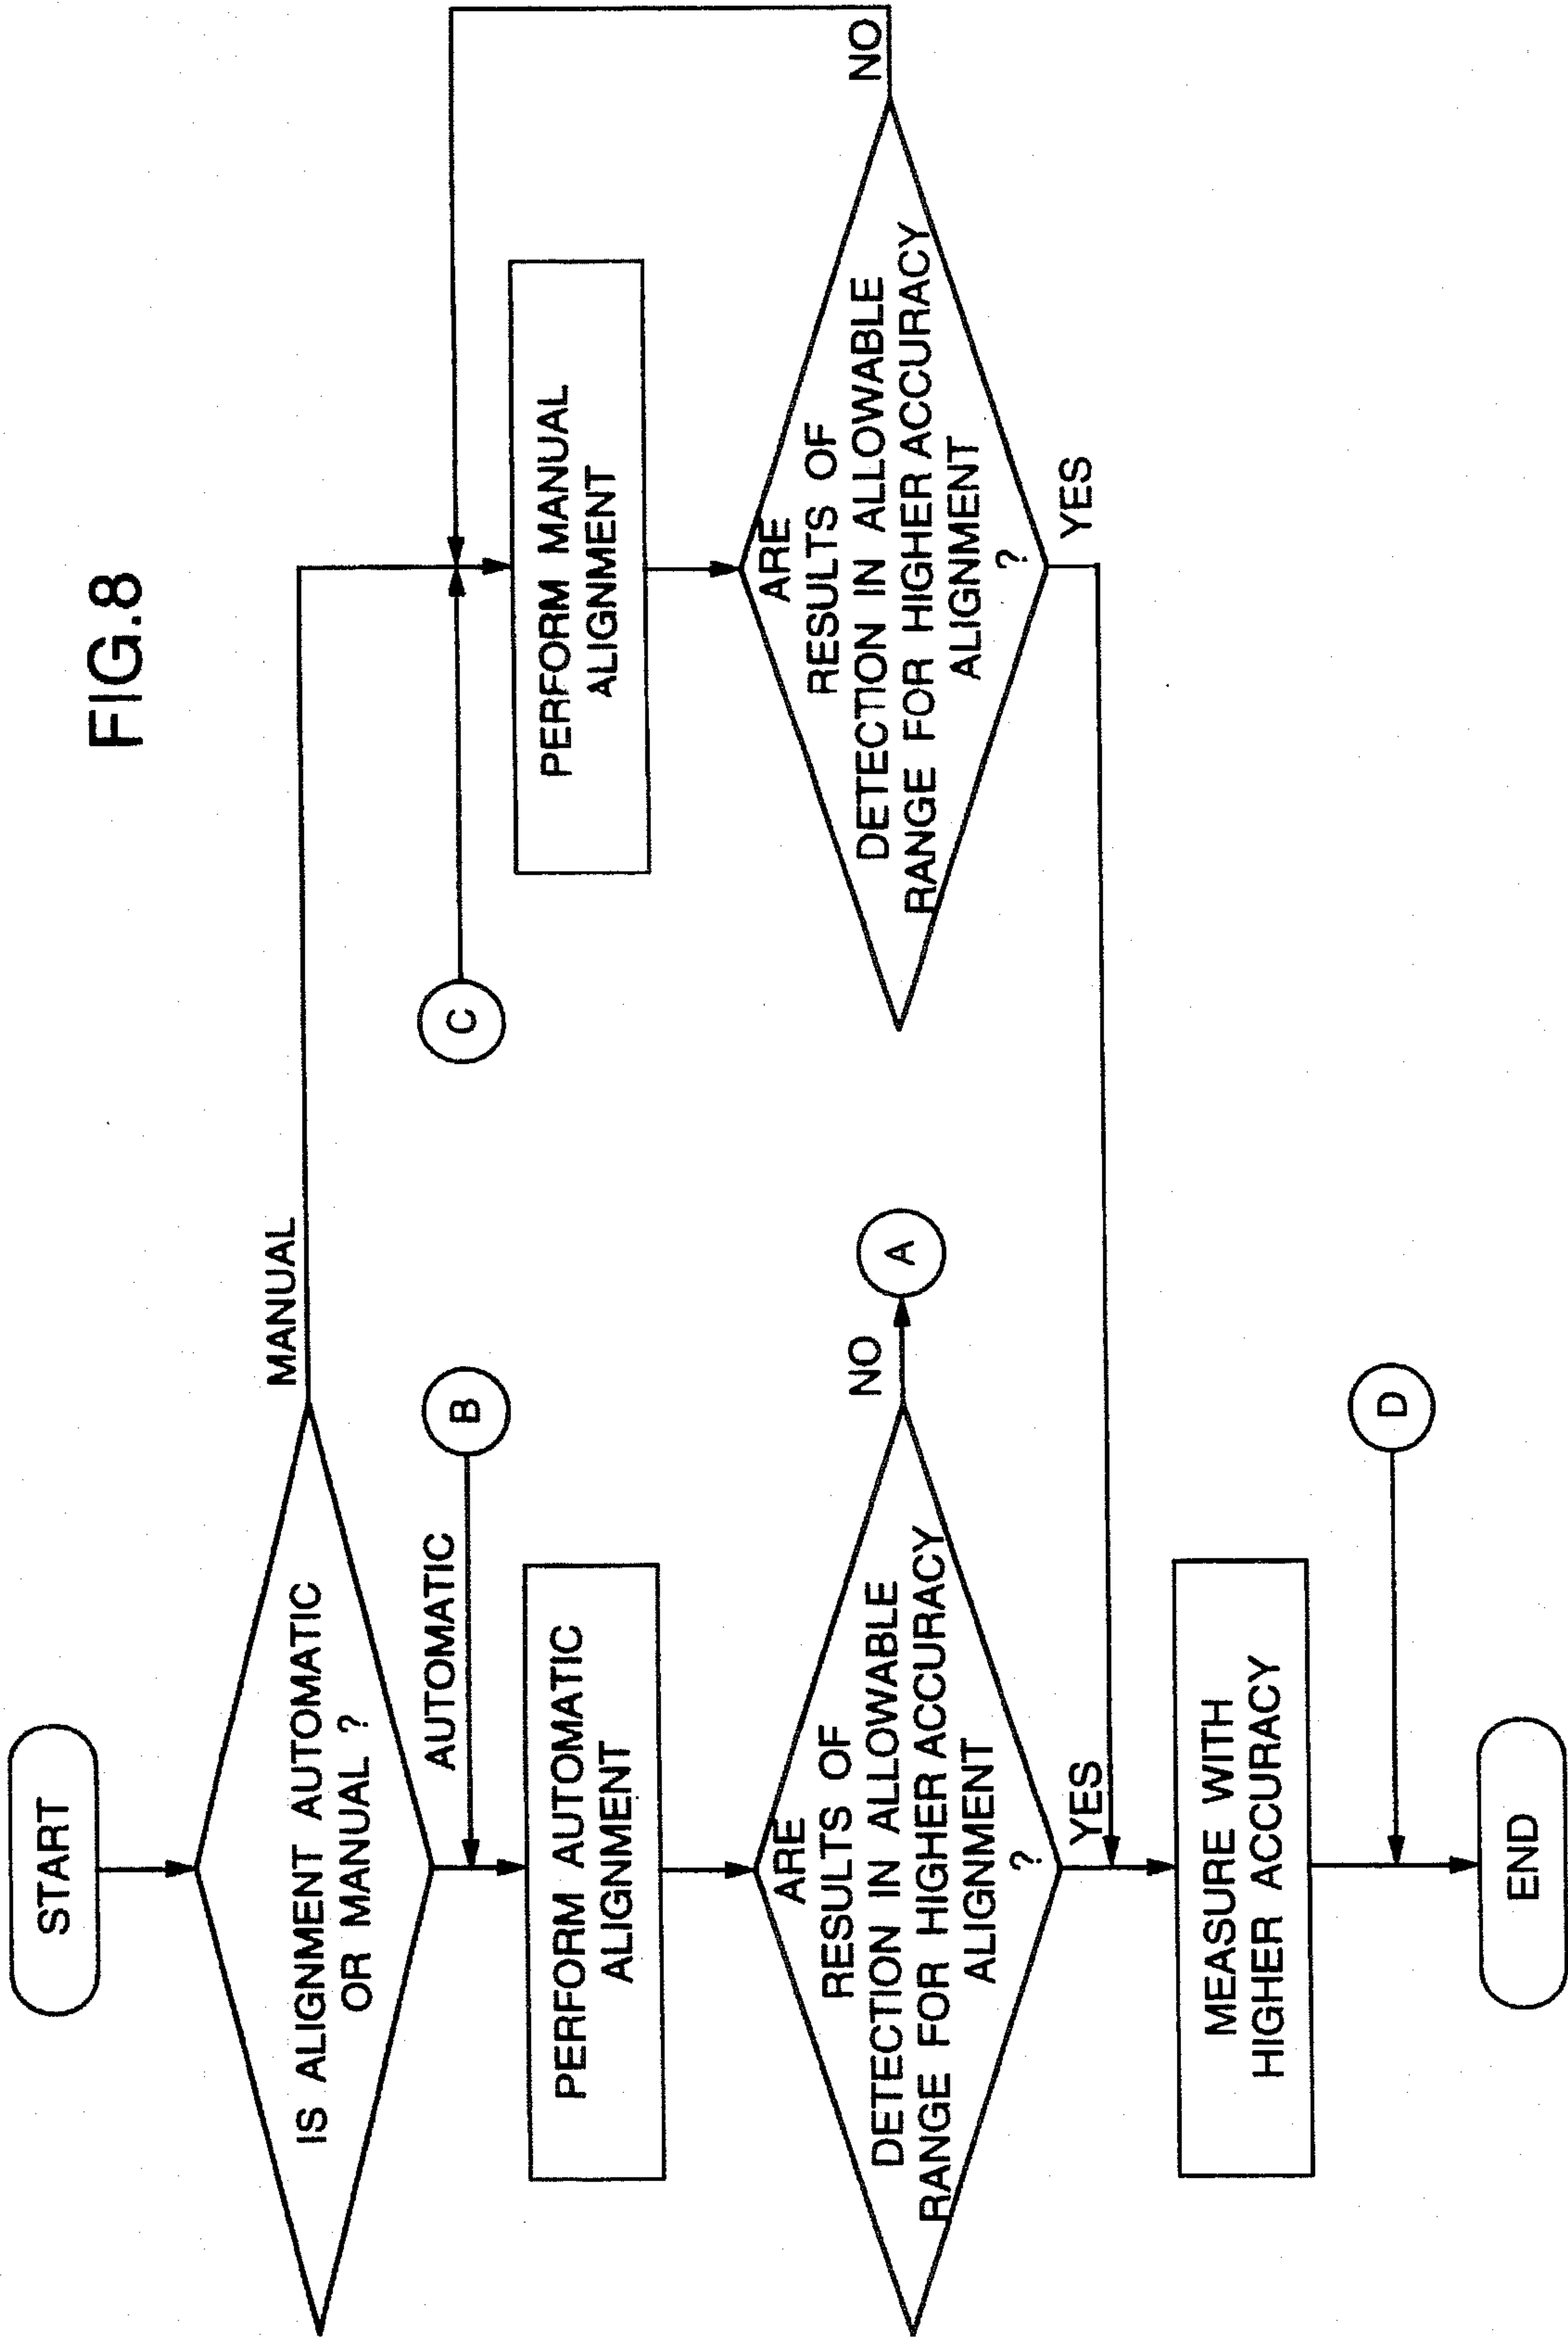 FIG.8
START
IS ALIGNMENT AUTOMATIC
OR MANUAL ?
MANUAL
AUTOMATIC
B
PERFORM AUTOMATIC
ALIGNMENT
ARE
RESULTS OF
DETECTION IN ALLOWABLE
RANGE FOR HIGHER ACCURACY
ALIGNMENT
?
NO
A
YES
MEASURE WITH
HIGHER ACCURACY
D
END
C
PERFORM MANUAL
ALIGNMENT
ARE
RESULTS OF
DETECTION IN ALLOWABLE
RANGE FOR HIGHER ACCURACY
ALIGNMENT
?
NO
YES